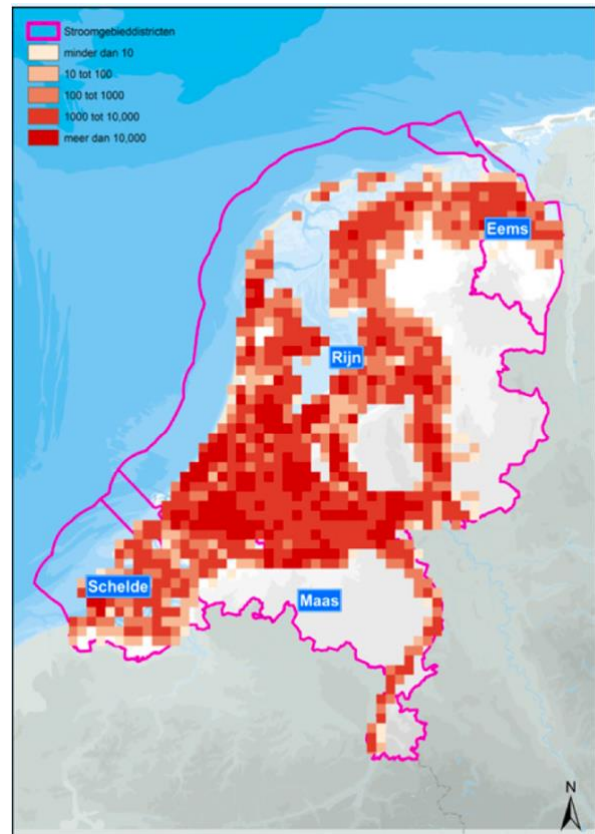 Stroomgebieddistricten
minder dan 10
10 tot 100
100 tot 1000
1000 tot 10,000
meer dan 10,000
Eems
Rijn
Schelde
Maas
N